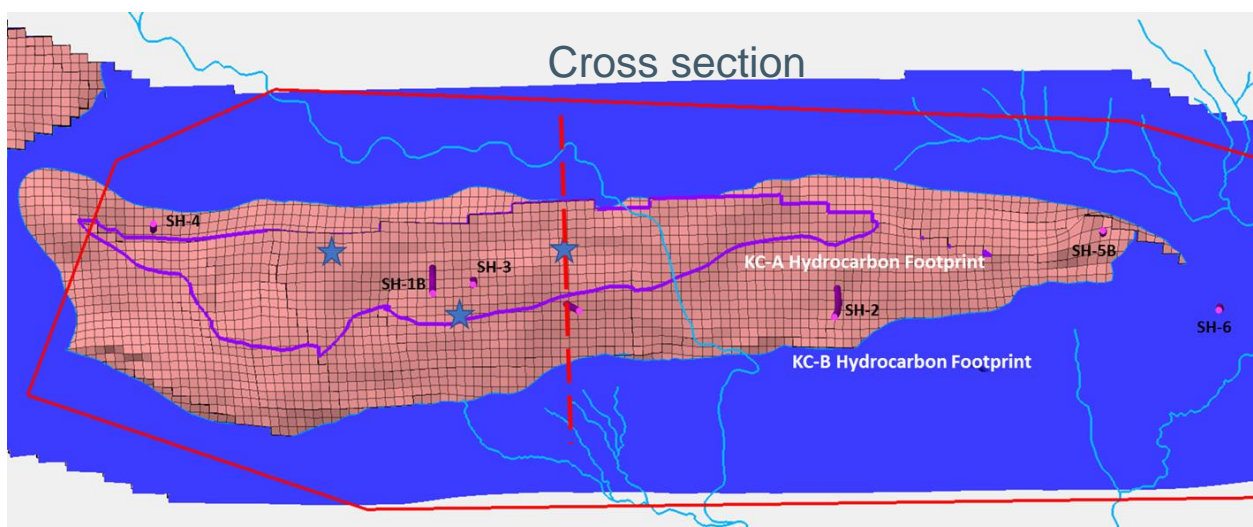 Cross section
SH-4
SH-1B
SH-3
KC-A Hydrocarbon Footprint
SH-5B
SH-2
SH-6
KC-B Hydrocarbon Footprint